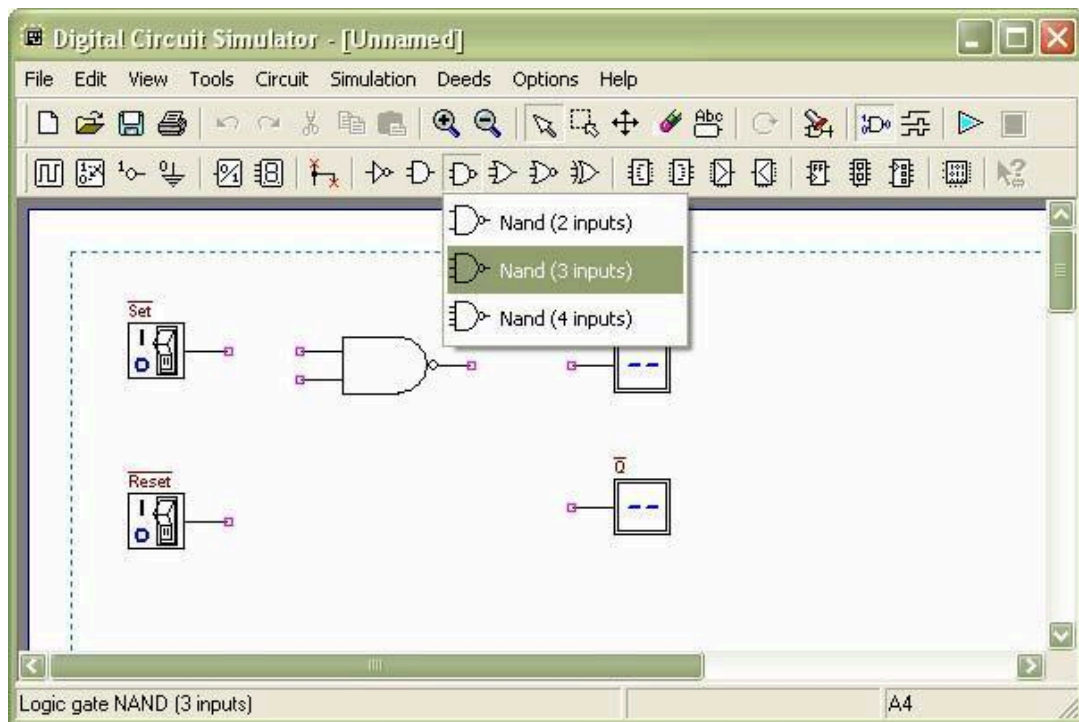 Digital Circuit Simulator - [Unnamed]
File Edit View Tools Circuit Simulation Deeds Options Help
Abc
Nand (2 inputs)
Nand (3 inputs)
Nand (4 inputs)
Set
Reset
Q
Logic gate NAND (3 inputs)
A4